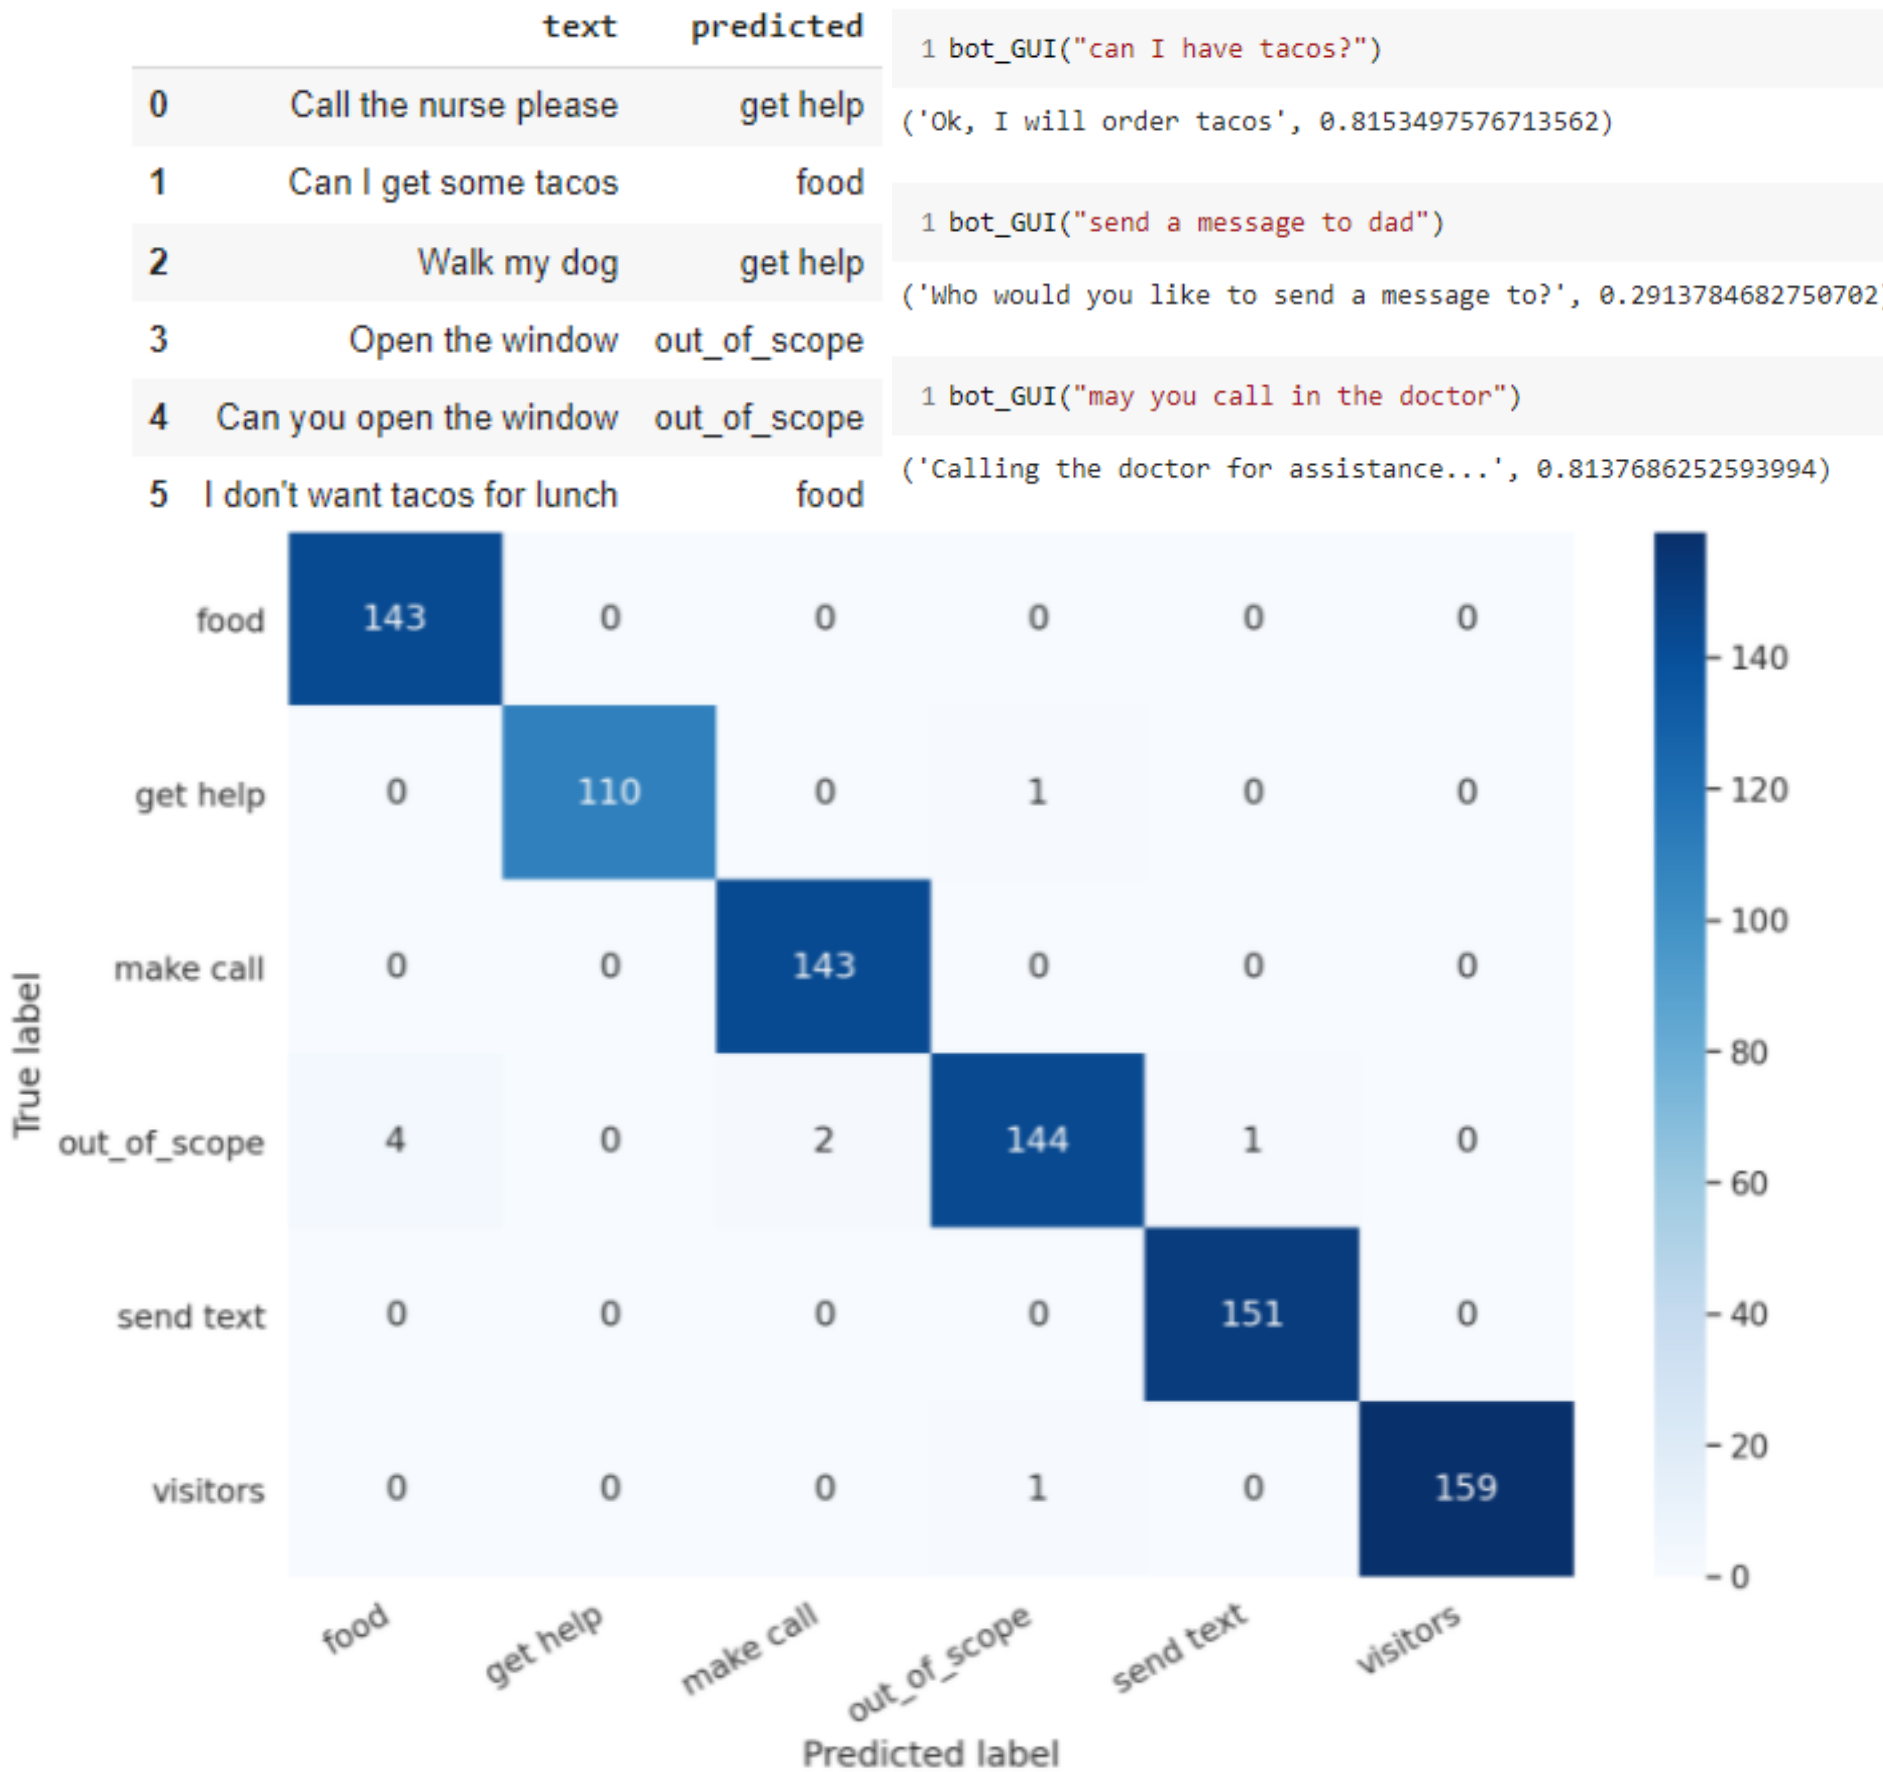 text predicted
0 Call the nurse please get help
1 Can I get some tacos food
2 Walk my dog get help
3 Open the window out_of_scope
4 Can you open the window out_of_scope
5 I don't want tacos for lunch food
1 bot_GUI("can I have tacos?")
('Ok, I will order tacos', 0.8153497576713562)
1 bot_GUI("send a message to dad")
('Who would you like to send a message to?', 0.2913784682750702)
1 bot_GUI("may you call in the doctor")
('Calling the doctor for assistance...', 0.8137686252593994)
True label
food 143 0 0 0 0 0
get help 0 110 0 1 0 0
make call 0 0 143 0 0 0
out_of_scope 4 0 2 144 1 0
send text 0 0 0 0 151 0
visitors 0 0 0 1 0 159
food get help make call out_of_scope send text visitors
Predicted label
140
120
100
80
60
40
20
0